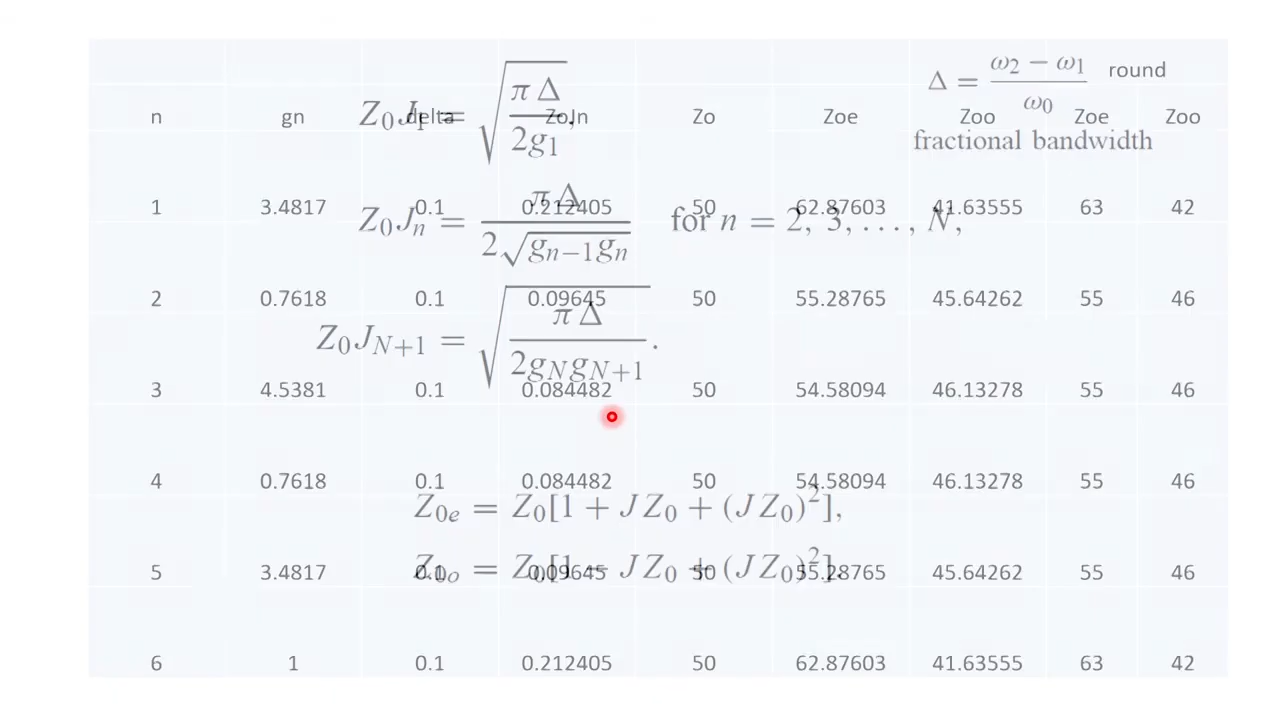 Δ = (ω2 − ω1) / ω0 round
fractional bandwidth
Z0J1 = √(πΔ / 2g1),
n gn delta ZoJn Zo Zoe Zoo Zoe Zoo
1 3.4817 0.1 0.212405 50 62.87603 41.63555 63 42
Z0Jn = πΔ / 2√(gn−1gn) for n = 2, 3, . . . , N,
2 0.7618 0.1 0.09645 50 55.28765 45.64262 55 46
Z0JN+1 = √(πΔ / 2gNgN+1).
3 4.5381 0.1 0.084482 50 54.58094 46.13278 55 46
4 0.7618 0.1 0.084482 50 54.58094 46.13278 55 46
Z0e = Z0[1 + JZ0 + (JZ0)²],
Z0o = Z0[1 − JZ0 + (JZ0)²].
5 3.4817 0.1 0.09645 50 55.28765 45.64262 55 46
6 1 0.1 0.212405 50 62.87603 41.63555 63 42